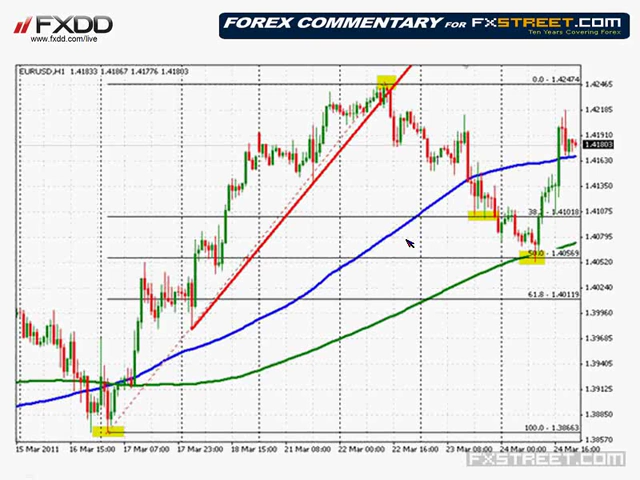 FXDD
www.fxdd.com/live
FOREX COMMENTARY FOR FXSTREET.COM
Ten Years Covering Forex
EURUSD,H1 1.41833 1.41867 1.41776 1.41803
0.0 - 1.42474
1.42465
1.42185
1.41910
1.41803
1.41630
1.41350
38.2 - 1.41018
1.41075
1.40795
50.0 - 1.40569
1.40520
1.40240
61.8 - 1.40119
1.39960
1.39685
1.39405
1.39125
1.38850
100.0 - 1.38663
1.38570
15 Mar 2011 16 Mar 15:00 17 Mar 07:00 17 Mar 23:00 18 Mar 15:00 21 Mar 08:00 22 Mar 00:00 22 Mar 16:00 23 Mar 08:00 24 Mar 00:00 24 Mar 16:00
FXSTREET.COM